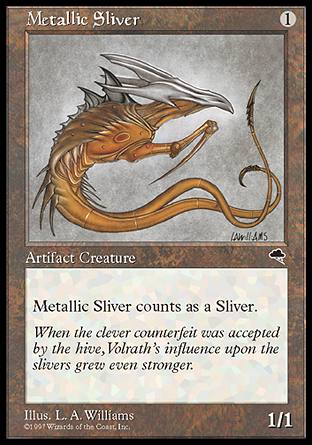 Metallic Sliver 1
LAWillIAMS
Artifact Creature
Metallic Sliver counts as a Sliver.
When the clever counterfeit was accepted
by the hive, Volrath's influence upon the
slivers grew even stronger.
Illus. L. A. Williams
©1997 Wizards of the Coast, Inc.
1/1